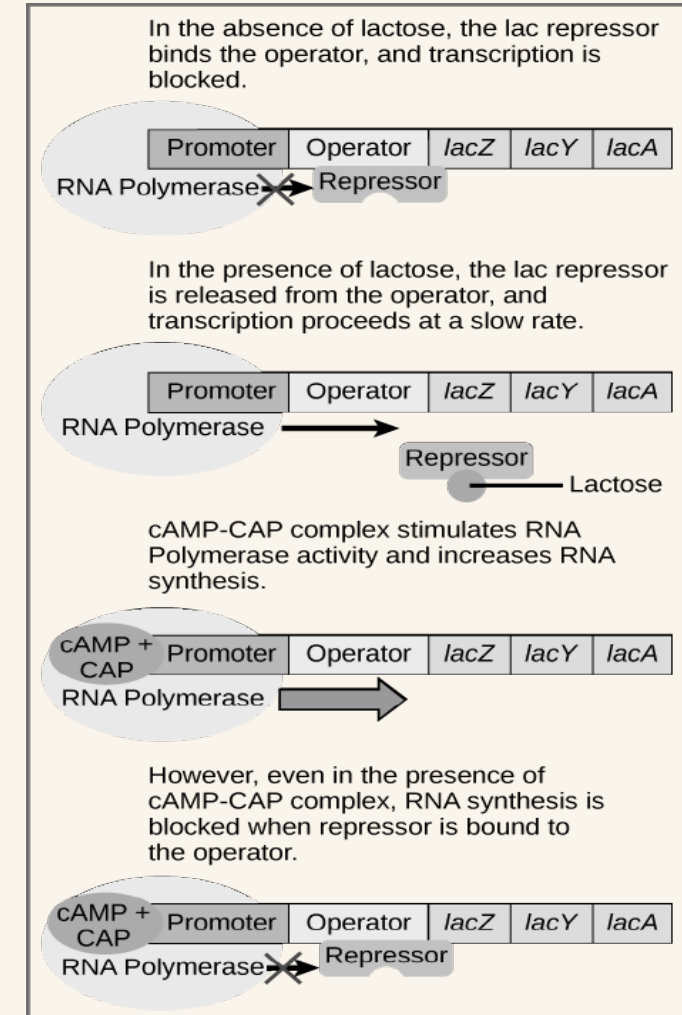 In the absence of lactose, the lac repressor
binds the operator, and transcription is
blocked.
Promoter Operator lacZ lacY lacA
RNA Polymerase Repressor
In the presence of lactose, the lac repressor
is released from the operator, and
transcription proceeds at a slow rate.
Promoter Operator lacZ lacY lacA
RNA Polymerase
Repressor
Lactose
cAMP-CAP complex stimulates RNA
Polymerase activity and increases RNA
synthesis.
cAMP +
CAP
Promoter Operator lacZ lacY lacA
RNA Polymerase
However, even in the presence of
cAMP-CAP complex, RNA synthesis is
blocked when repressor is bound to
the operator.
cAMP +
CAP
Promoter Operator lacZ lacY lacA
RNA Polymerase Repressor